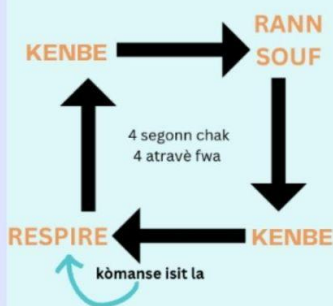 RANN
SOUF
KENBE
4 segonn chak
4 atravè fwa
RESPIRE
KENBE
kòmanse isit la